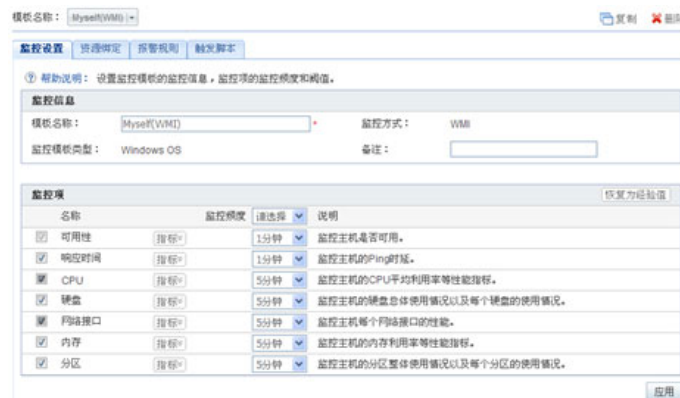 模板名称： Myself(WMI)
复制 删除
监控设置 资源绑定 报警规则 触发脚本
帮助说明： 设置监控模板的监控信息，监控项的监控频度和阀值。
监控信息
模板名称： Myself(WMI) * 监控方式： WMI
监控模板类型： Windows OS 备注：
监控项 恢复为经验值
名称 监控频度 请选择 说明
可用性 指标 1分钟 监控主机是否可用。
响应时间 指标 1分钟 监控主机的Ping时延。
CPU 指标 5分钟 监控主机的CPU平均利用率等性能指标。
硬盘 指标 5分钟 监控主机的硬盘总体使用情况以及每个硬盘的使用情况。
网络接口 指标 5分钟 监控主机每个网络接口的性能。
内存 指标 5分钟 监控主机的内存利用率等性能指标。
分区 指标 5分钟 监控主机的分区整体使用情况以及每个分区的使用情况。
应用